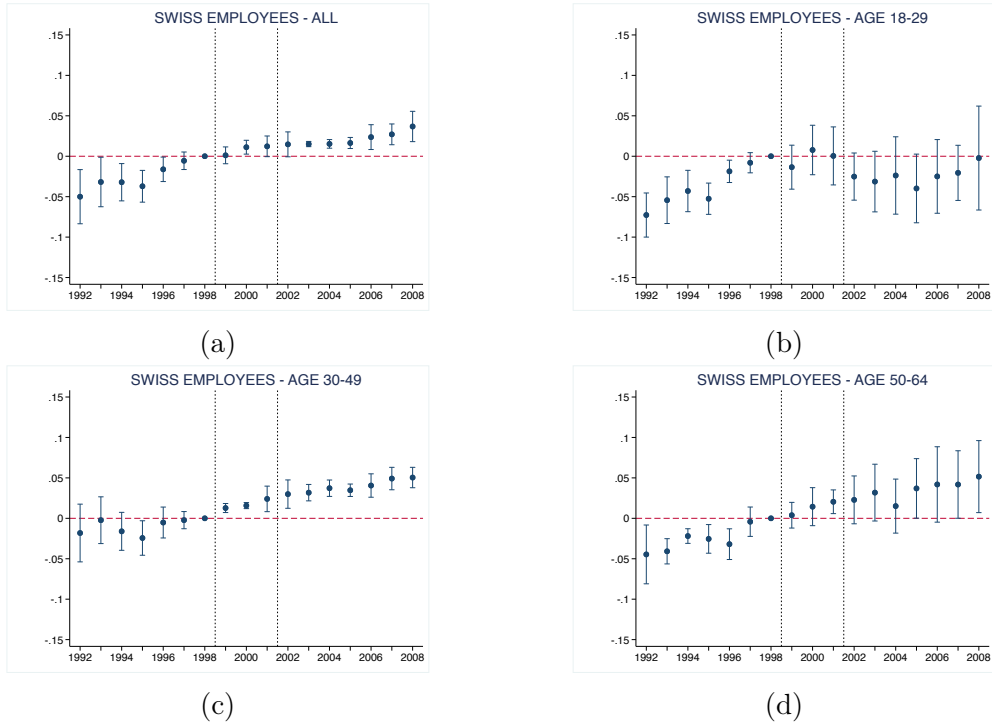 SWISS EMPLOYEES - ALL
.15
.1
.05
0
-.05
-.1
-.15
1992 1994 1996 1998 2000 2002 2004 2006 2008
(a)
SWISS EMPLOYEES - AGE 18-29
.15
.1
.05
0
-.05
-.1
-.15
1992 1994 1996 1998 2000 2002 2004 2006 2008
(b)
SWISS EMPLOYEES - AGE 30-49
.15
.1
.05
0
-.05
-.1
-.15
1992 1994 1996 1998 2000 2002 2004 2006 2008
(c)
SWISS EMPLOYEES - AGE 50-64
.15
.1
.05
0
-.05
-.1
-.15
1992 1994 1996 1998 2000 2002 2004 2006 2008
(d)